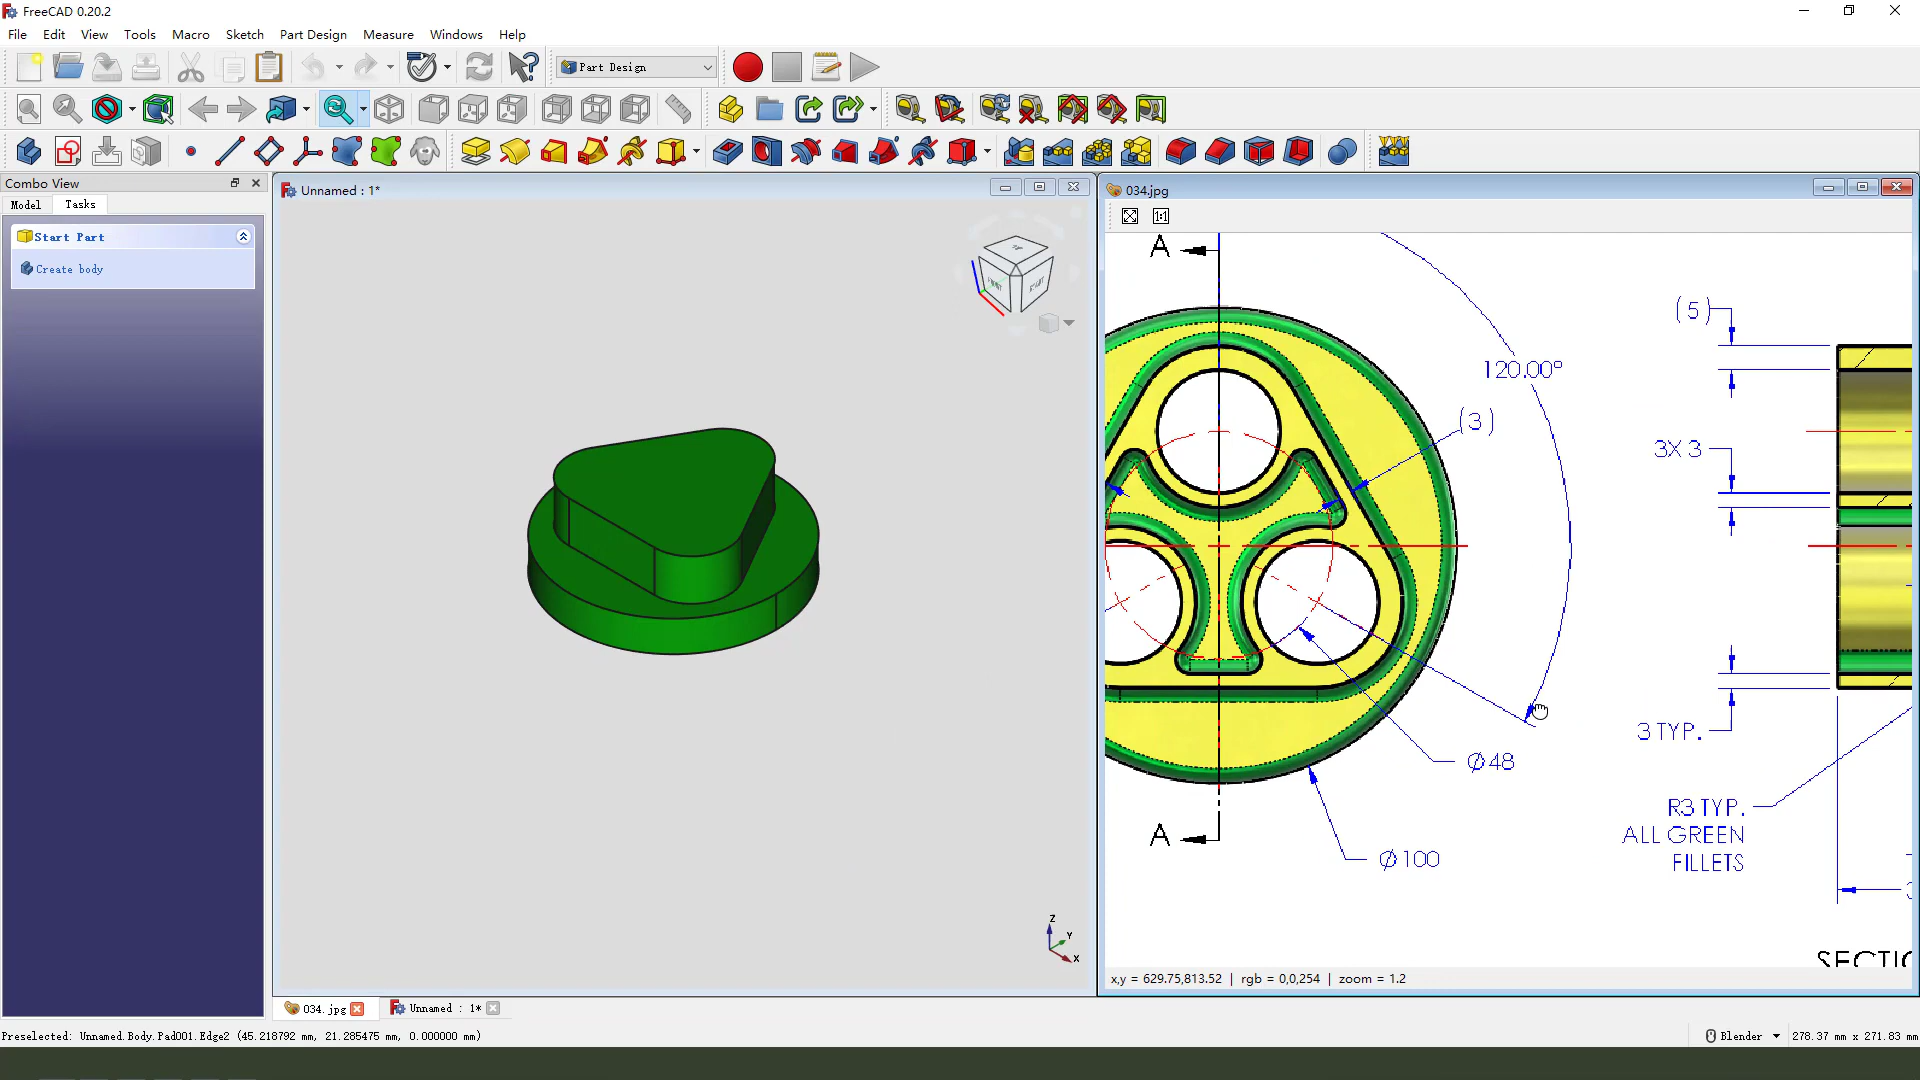 FreeCAD 0.20.2
File Edit View Tools Macro Sketch Part Design Measure Windows Help
Part Design
Combo View
Model Tasks
Start Part
Create body
Unnamed : 1*
034.jpg
1:1
A
(5)
120.00°
(3)
3X 3
3 TYP.
Ø48
R3 TYP.
ALL GREEN
FILLETS
A
Ø100
Z
Y
X
x,y = 629.75,813.52 | rgb = 0,0,254 | zoom = 1.2
034.jpg
Unnamed : 1*
Preselected: Unnamed.Body.Pad001.Edge2 (45.218792 mm, 21.285475 mm, 0.000000 mm)
Blender
278.37 mm x 271.83 mm